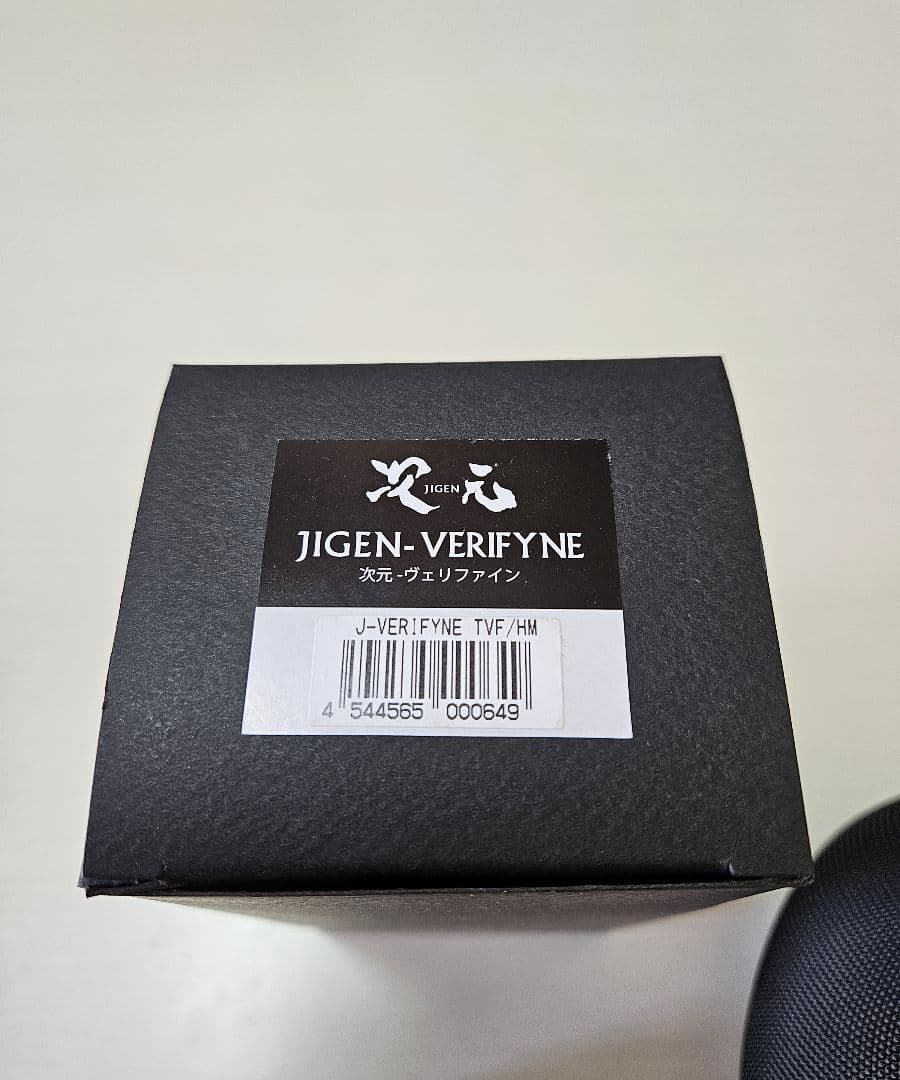 次元
JIGEN
JIGEN-VERIFYNE
次元-ヴェリファイン
J-VERIFYNE TVF/HM
4 544565 000649